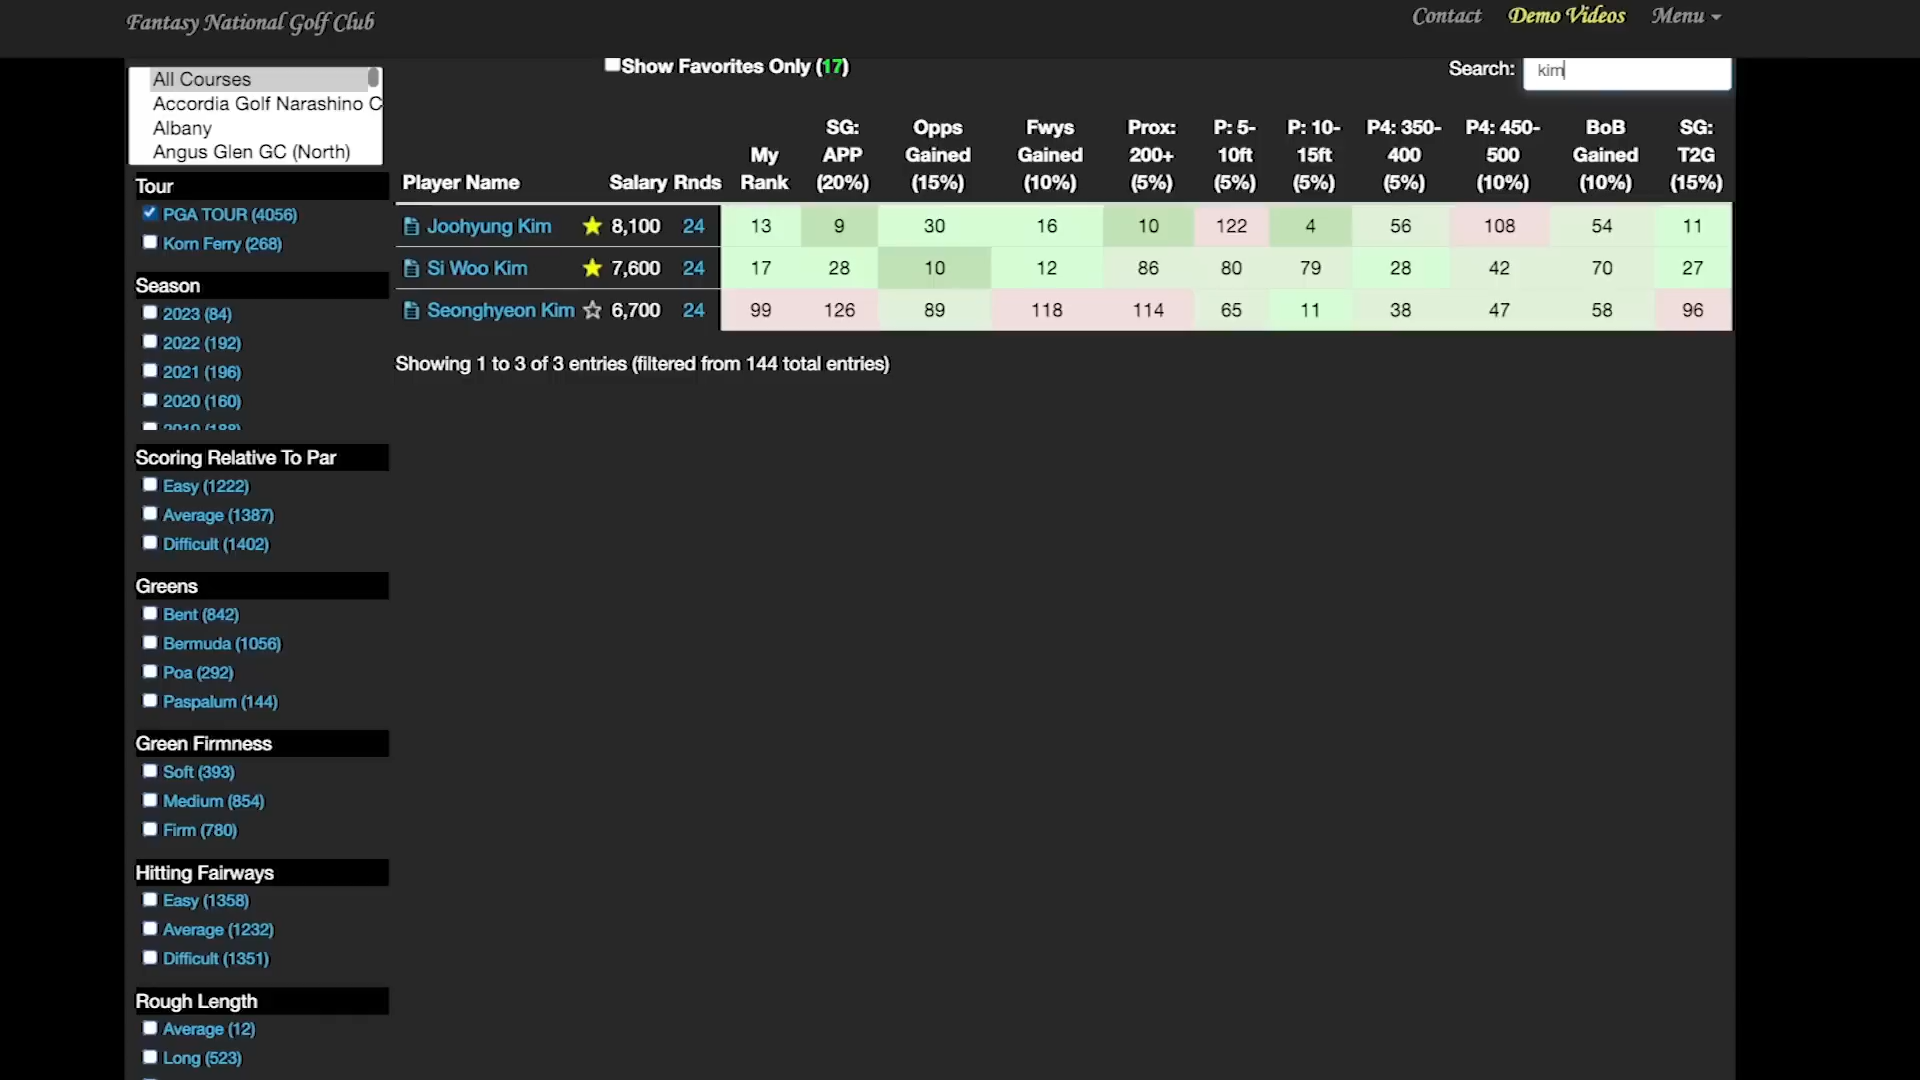 Fantasy National Golf Club
Contact Demo Videos Menu
All Courses
Accordia Golf Narashino C
Albany
Angus Glen GC (North)
Show Favorites Only (17)
Search: kim
Player Name Salary Rnds My Rank SG: APP (20%) Opps Gained (15%) Fwys Gained (10%) Prox: 200+ (5%) P: 5-10ft (5%) P: 10-15ft (5%) P4: 350-400 (5%) P4: 450-500 (10%) BoB Gained (10%) SG: T2G (15%)
Joohyung Kim 8,100 24 13 9 30 16 10 122 4 56 108 54 11
Si Woo Kim 7,600 24 17 28 10 12 86 80 79 28 42 70 27
Seonghyeon Kim 6,700 24 99 126 89 118 114 65 11 38 47 58 96
Showing 1 to 3 of 3 entries (filtered from 144 total entries)
Tour
PGA TOUR (4056)
Korn Ferry (268)
Season
2023 (84)
2022 (192)
2021 (196)
2020 (160)
2019 (188)
Scoring Relative To Par
Easy (1222)
Average (1387)
Difficult (1402)
Greens
Bent (842)
Bermuda (1056)
Poa (292)
Paspalum (144)
Green Firmness
Soft (393)
Medium (854)
Firm (780)
Hitting Fairways
Easy (1358)
Average (1232)
Difficult (1351)
Rough Length
Average (12)
Long (523)